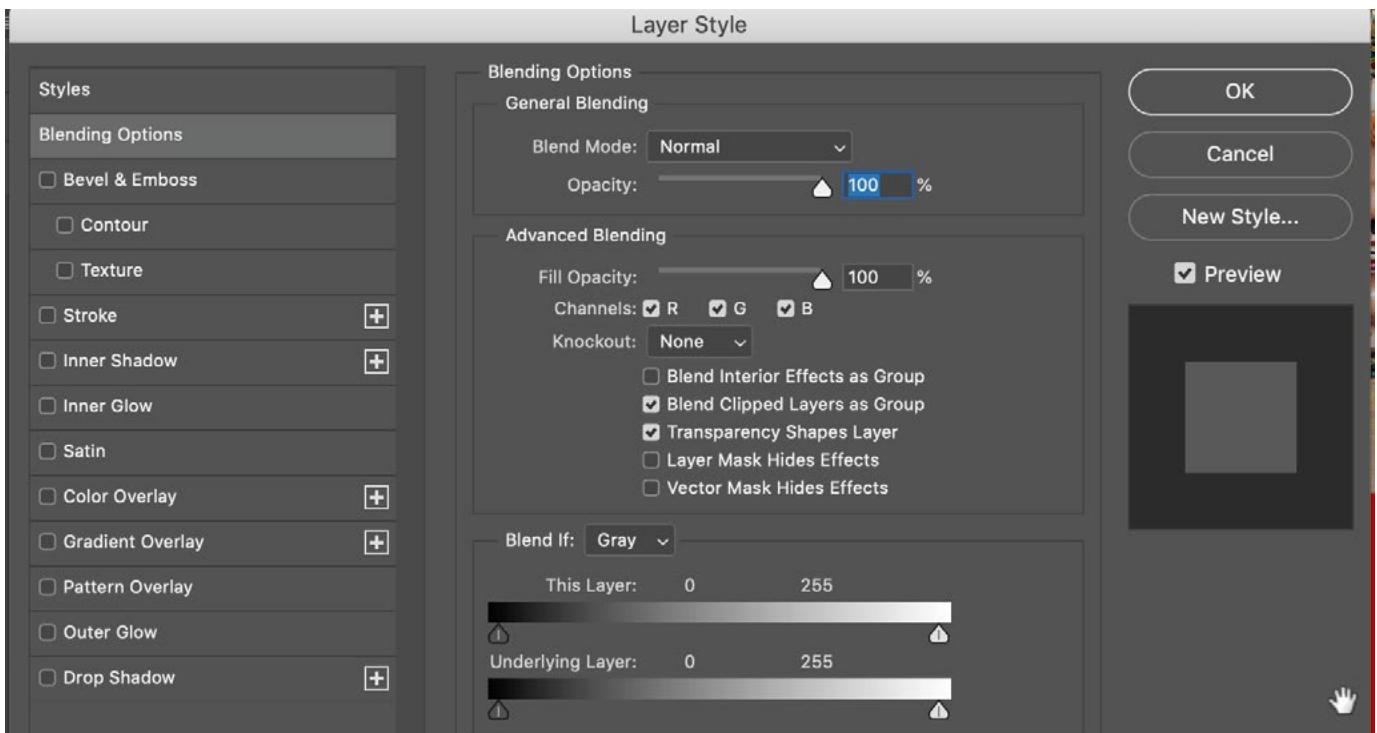 Layer Style
Styles
Blending Options
Bevel & Emboss
Contour
Texture
Stroke
Inner Shadow
Inner Glow
Satin
Color Overlay
Gradient Overlay
Pattern Overlay
Outer Glow
Drop Shadow
Blending Options
General Blending
Blend Mode: Normal
Opacity: 100 %
Advanced Blending
Fill Opacity: 100 %
Channels: R G B
Knockout: None
Blend Interior Effects as Group
Blend Clipped Layers as Group
Transparency Shapes Layer
Layer Mask Hides Effects
Vector Mask Hides Effects
Blend If: Gray
This Layer: 0 255
Underlying Layer: 0 255
OK
Cancel
New Style...
Preview